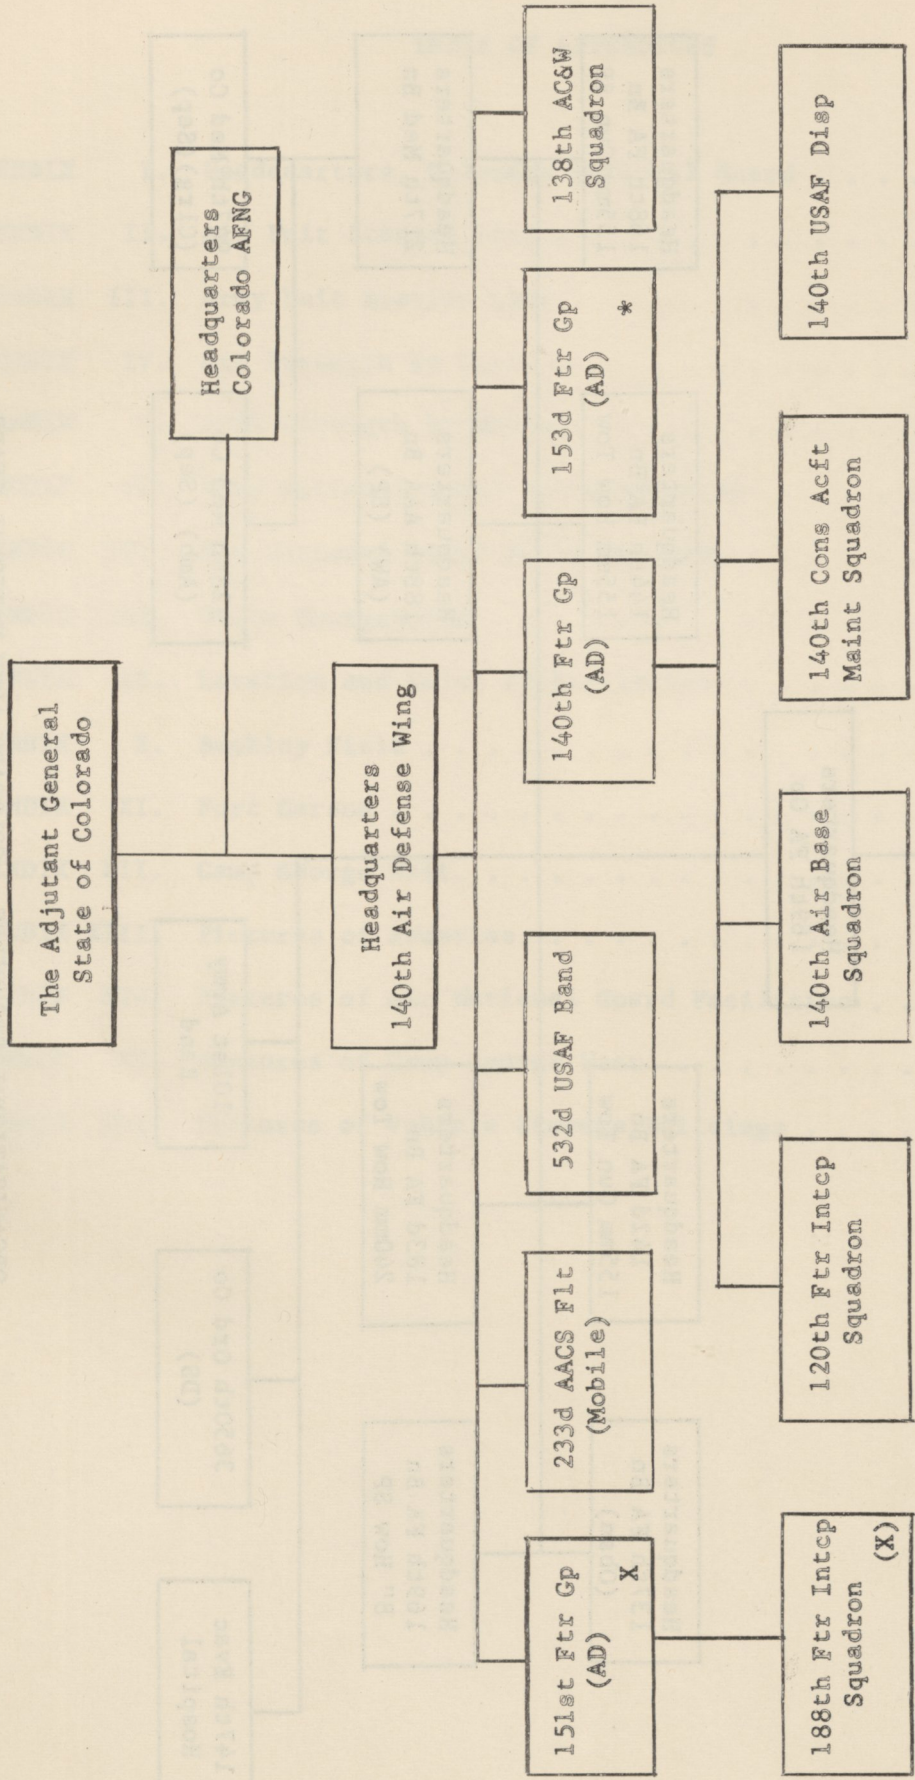 The Adjutant General
State of Colorado
Headquarters
Colorado AFNG
Headquarters
140th Air Defense Wing
151st Ftr Gp
(AD)
X
233d AACS Flt
(Mobile)
532d USAF Band
140th Ftr Gp
(AD)
153d Ftr Gp
(AD)
*
138th AC&W
Squadron
188th Ftr Intcp
Squadron
(X)
120th Ftr Intcp
Squadron
140th Air Base
Squadron
140th Cons Acft
Maint Squadron
140th USAF Disp